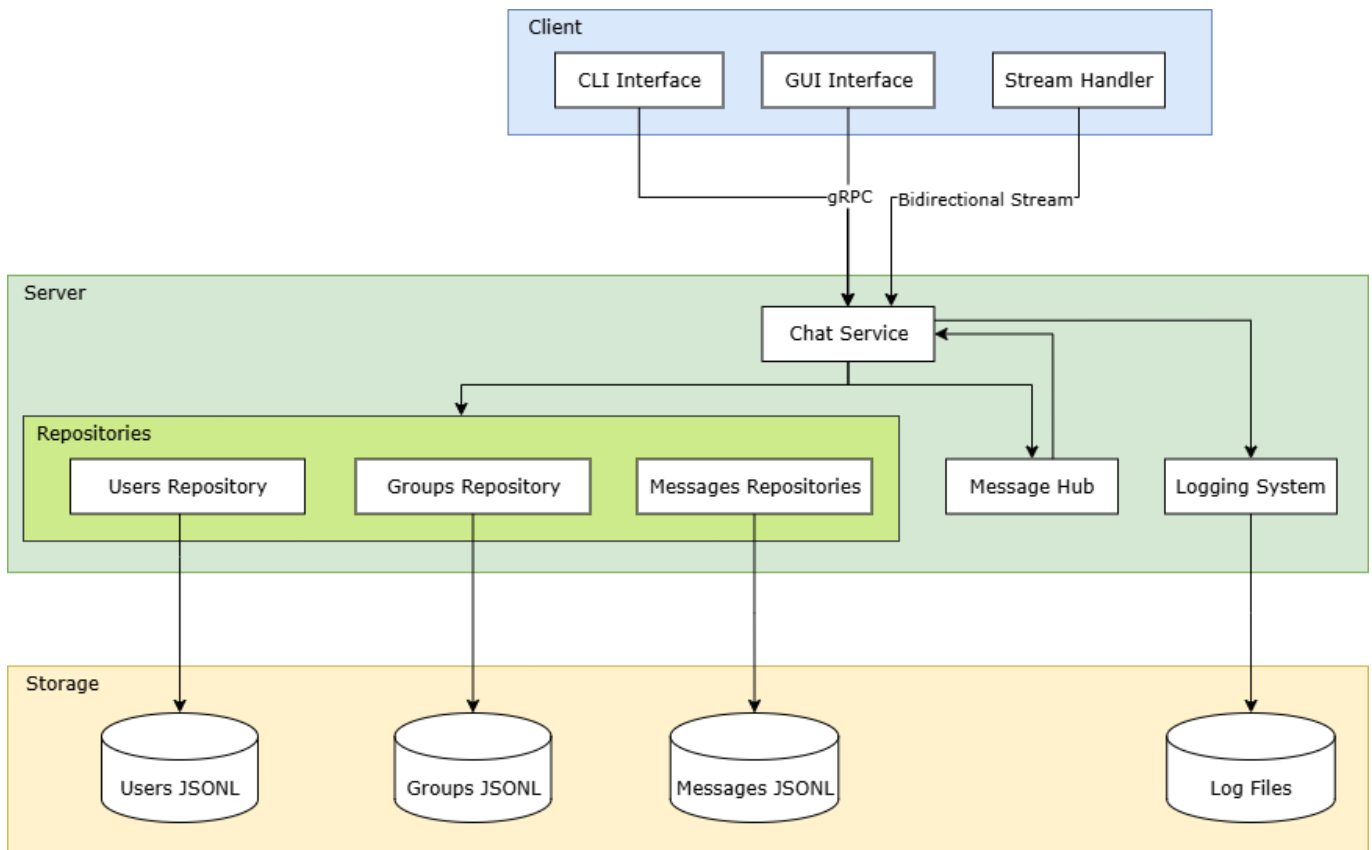 Client
CLI Interface
GUI Interface
Stream Handler
gRPC
Bidirectional Stream
Server
Chat Service
Repositories
Users Repository
Groups Repository
Messages Repositories
Message Hub
Logging System
Storage
Users JSONL
Groups JSONL
Messages JSONL
Log Files